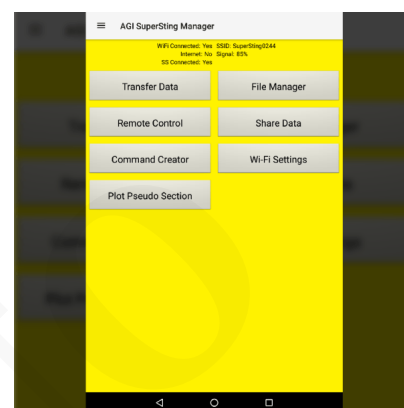 AGI SuperSting Manager
WiFi Connected: Yes SSID: SuperSting0244
Internet: No Signal: 85%
SS Connected: Yes
Transfer Data File Manager
Remote Control Share Data
Command Creator Wi-Fi Settings
Plot Pseudo Section